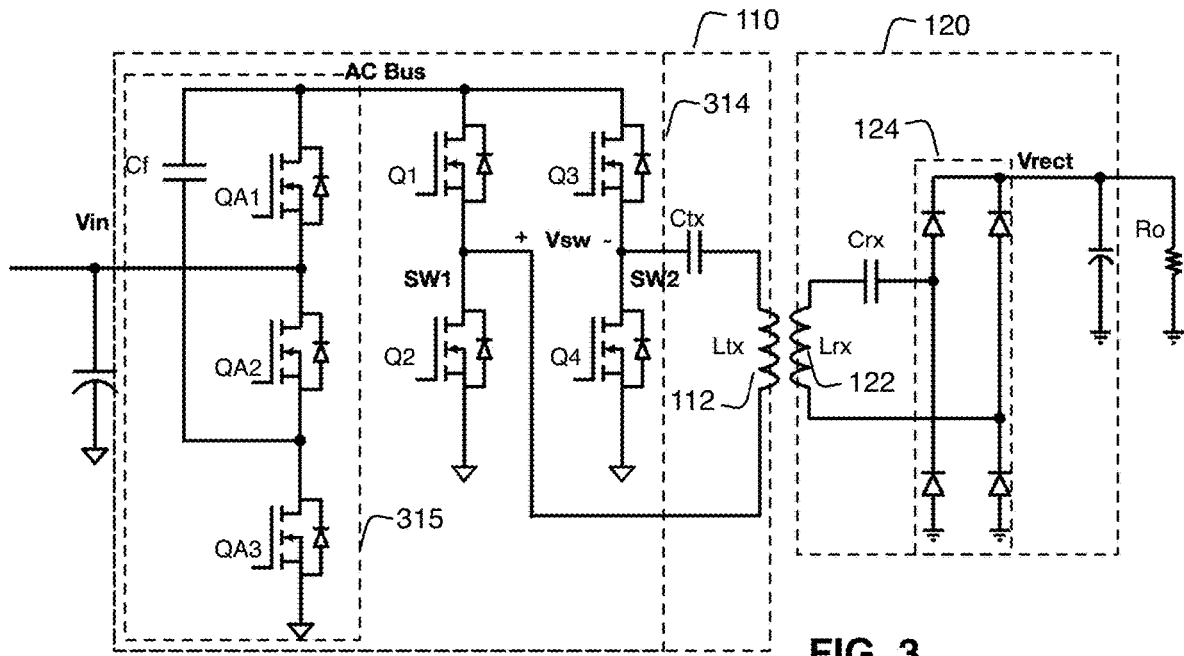 110
120
AC Bus
314
124
Vrect
Cf
QA1
Q1
Q3
Ctx
Vin
+ Vsw -
Crx
Ro
SW1
SW2
QA2
Q2
Q4
Ltx
Lrx
112
122
315
QA3
FIG. 3